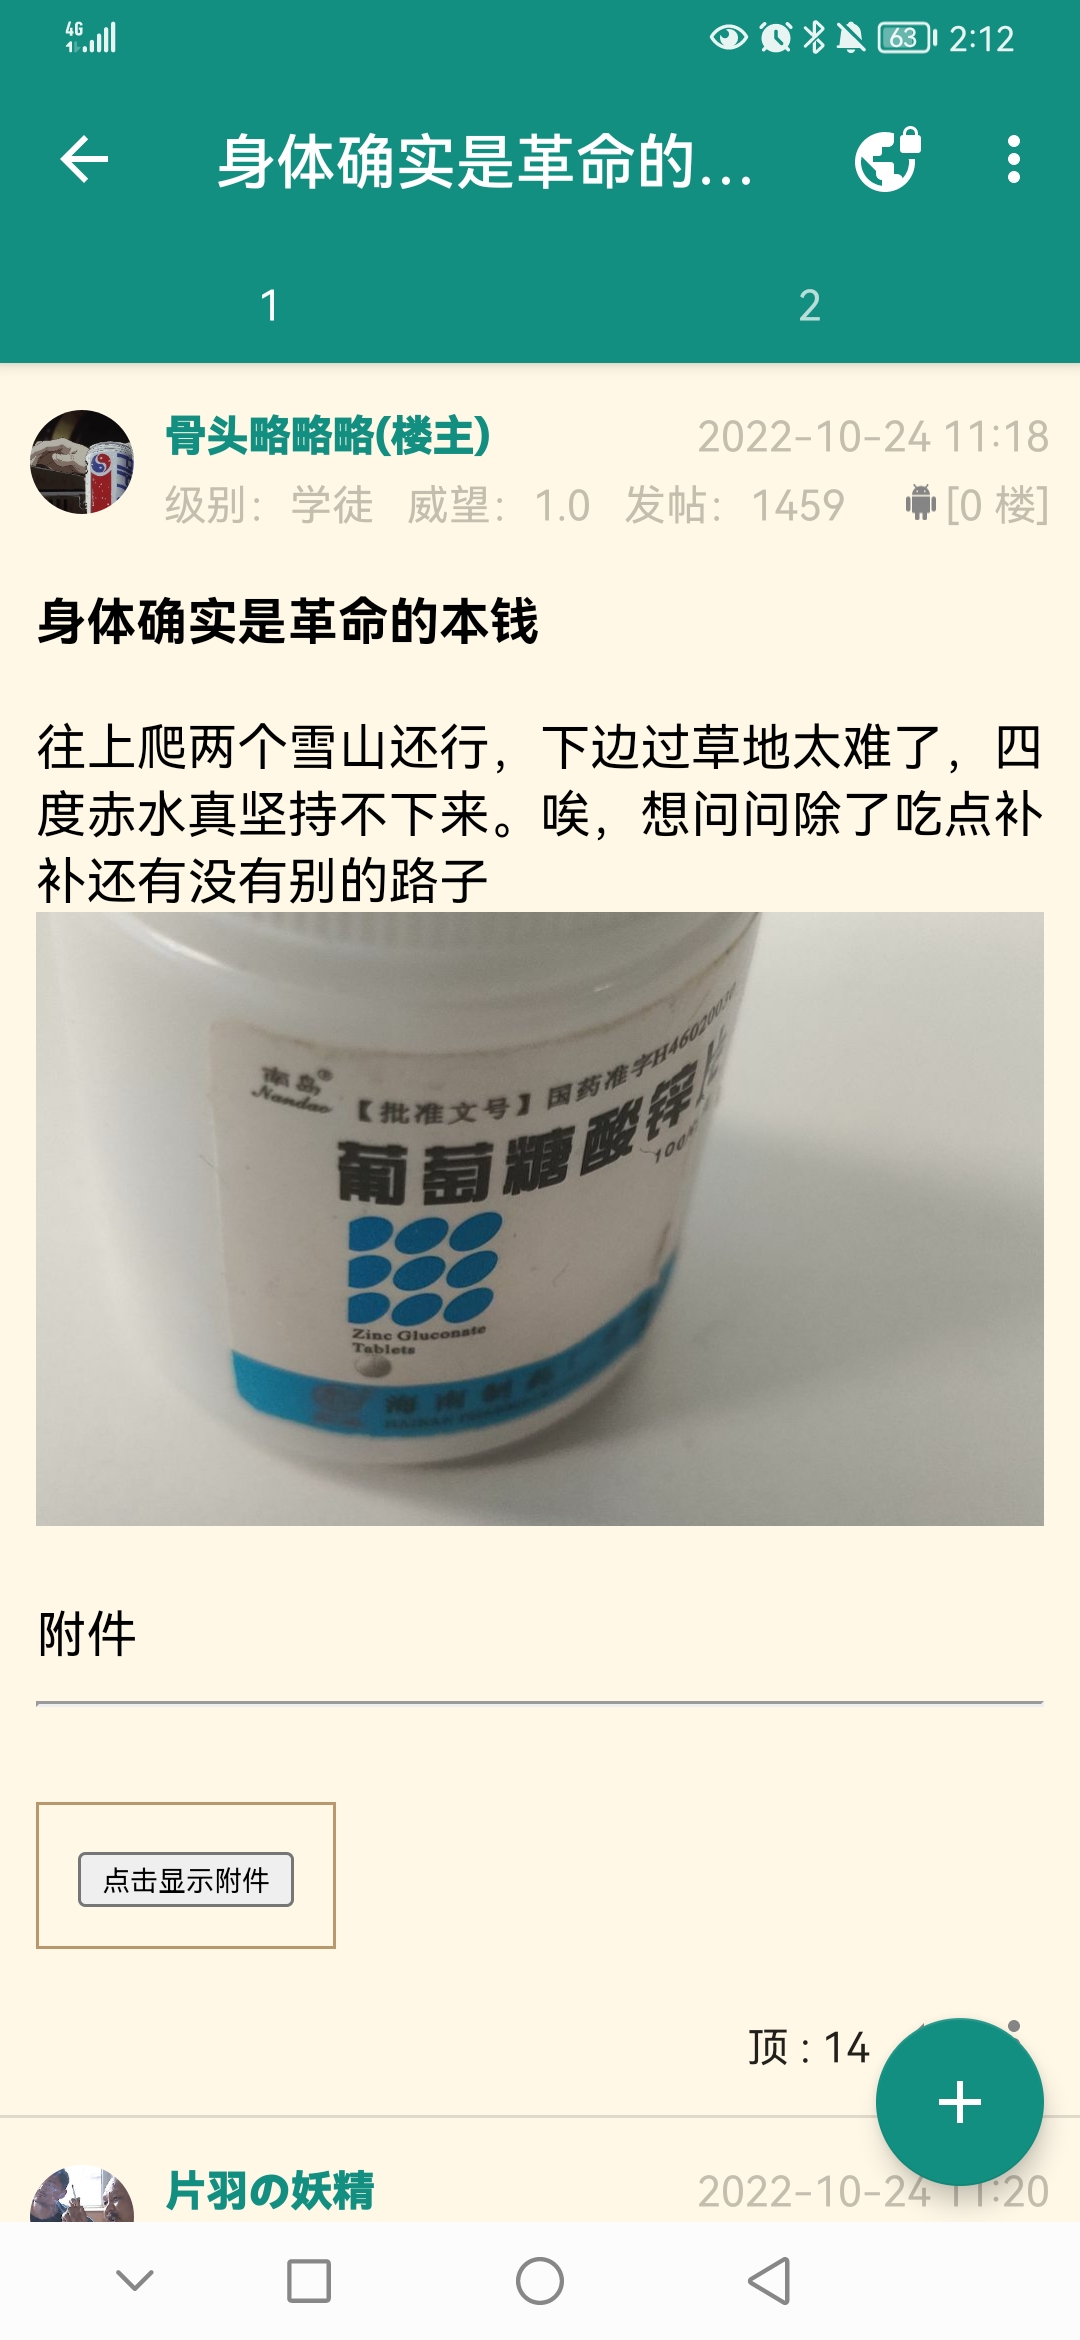 4G
63
2:12
身体确实是革命的...
1
2
骨头略略略(楼主)
2022-10-24 11:18
级别： 学徒 威望： 1.0 发帖： 1459
[0 楼]
身体确实是革命的本钱
往上爬两个雪山还行，下边过草地太难了，四
度赤水真坚持不下来。唉，想问问除了吃点补
补还有没有别的路子
南岛®
Nandao
【批准文号】国药准字H46020030
葡萄糖酸锌片
Zinc Gluconate
Tablets
海南制药
附件
点击显示附件
顶 : 14
片羽の妖精
2022-10-24 11:20